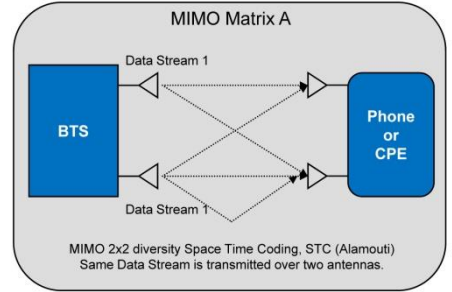 MIMO Matrix A
Data Stream 1
BTS
Phone
or
CPE
Data Stream 1
MIMO 2x2 diversity Space Time Coding, STC (Alamouti)
Same Data Stream is transmitted over two antennas.